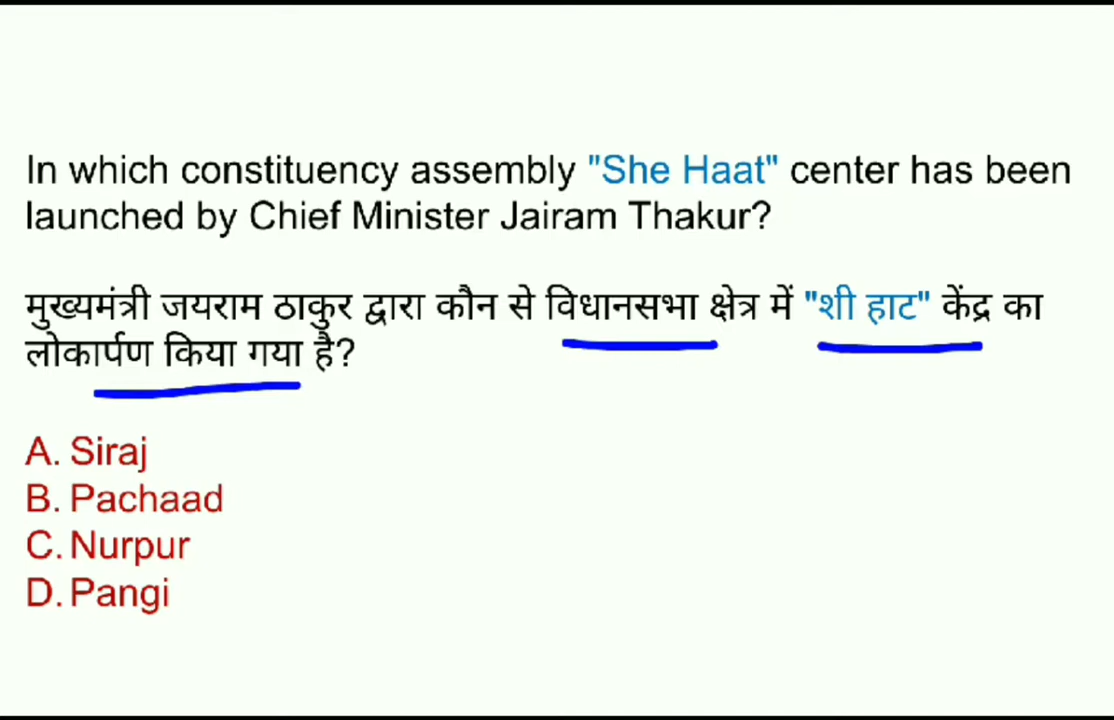 In which constituency assembly "She Haat" center has been
launched by Chief Minister Jairam Thakur?
मुख्यमंत्री जयराम ठाकुर द्वारा कौन से विधानसभा क्षेत्र में "शी हाट" केंद्र का
लोकार्पण किया गया है?
A. Siraj
B. Pachaad
C. Nurpur
D. Pangi